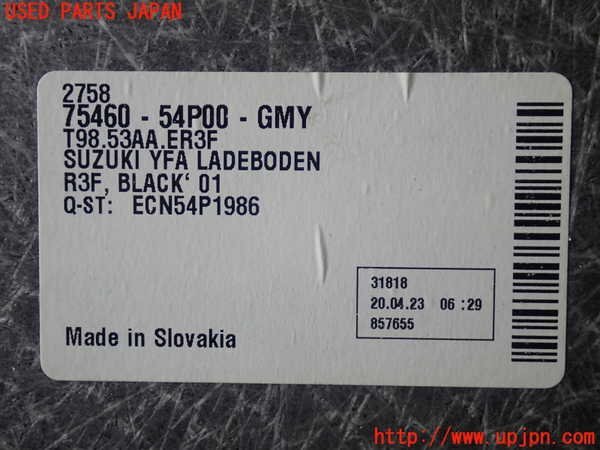 USED PARTS JAPAN
2758
75460 - 54P00 - GMY
T98.53AA.ER3F
SUZUKI YFA LADEBODEN
R3F, BLACK‘ 01
Q-ST: ECN54P1986
31818
20.04.23 06:29
857655
Made in Slovakia
http://www.upjpn.com/